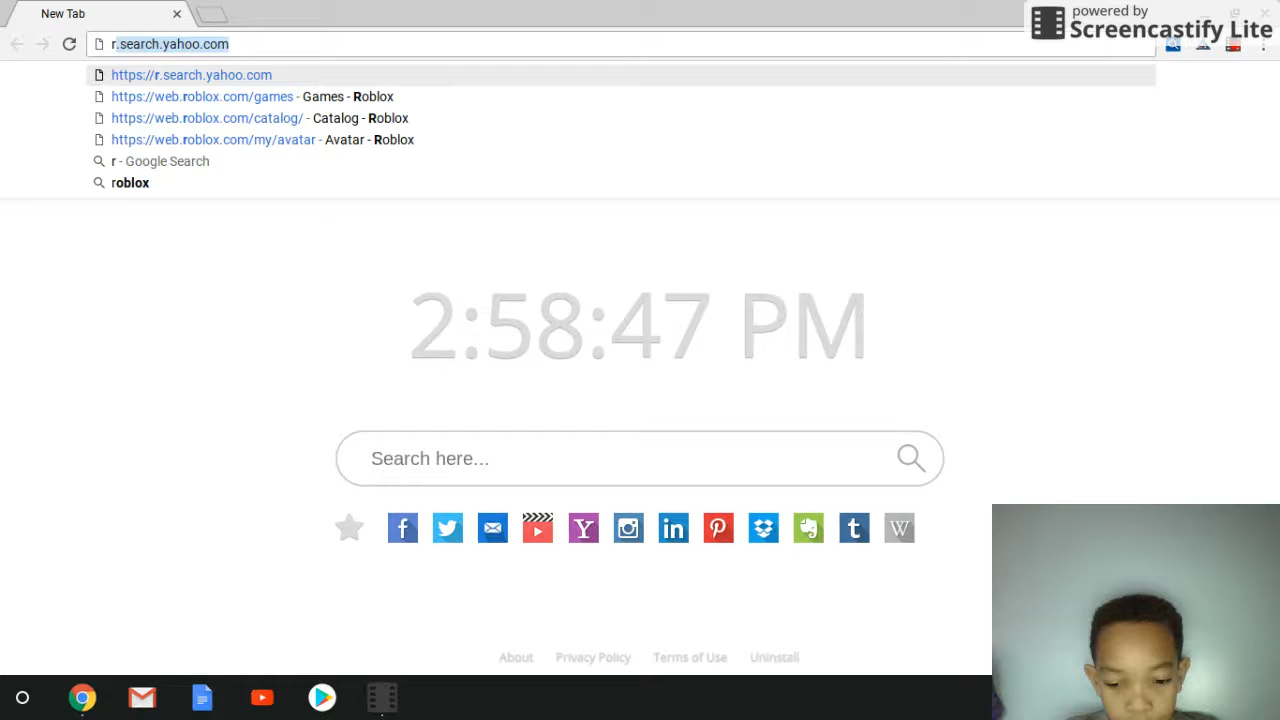 New Tab
powered by
Screencastify Lite
r.search.yahoo.com
https://r.search.yahoo.com
https://web.roblox.com/games - Games - Roblox
https://web.roblox.com/catalog/ - Catalog - Roblox
https://web.roblox.com/my/avatar - Avatar - Roblox
r - Google Search
roblox
2:58:47 PM
Search here...
About Privacy Policy Terms of Use Uninstall